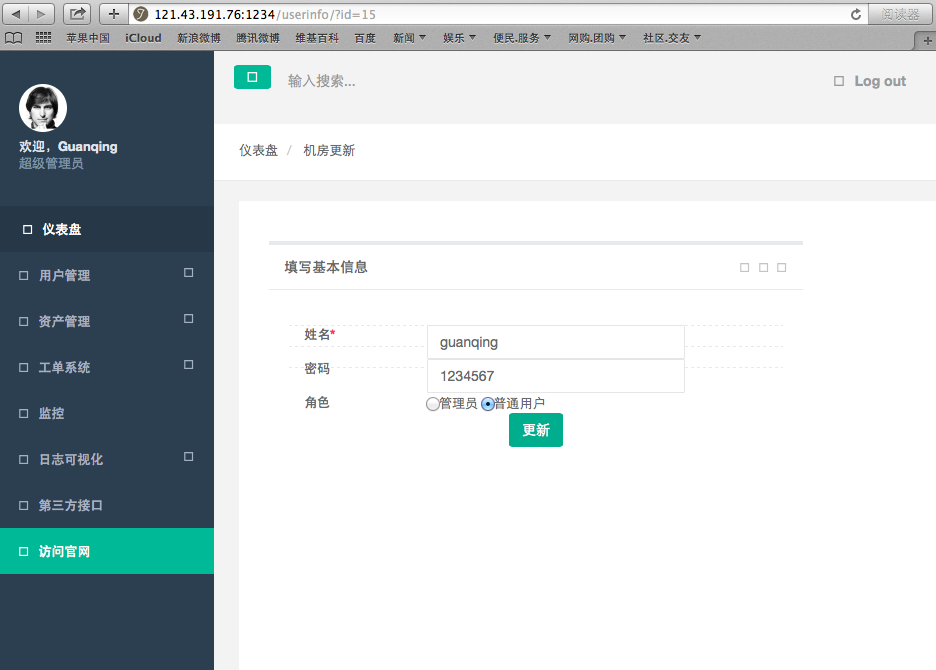 121.43.191.76:1234/userinfo/?id=15
阅读器
苹果中国 iCloud 新浪微博 腾讯微博 维基百科 百度 新闻 娱乐 便民.服务 网购.团购 社区.交友
输入搜索...
Log out
欢迎，Guanqing
超级管理员
仪表盘 / 机房更新
仪表盘
用户管理
资产管理
工单系统
监控
日志可视化
第三方接口
访问官网
填写基本信息
姓名* guanqing
密码 1234567
角色 管理员 普通用户
更新